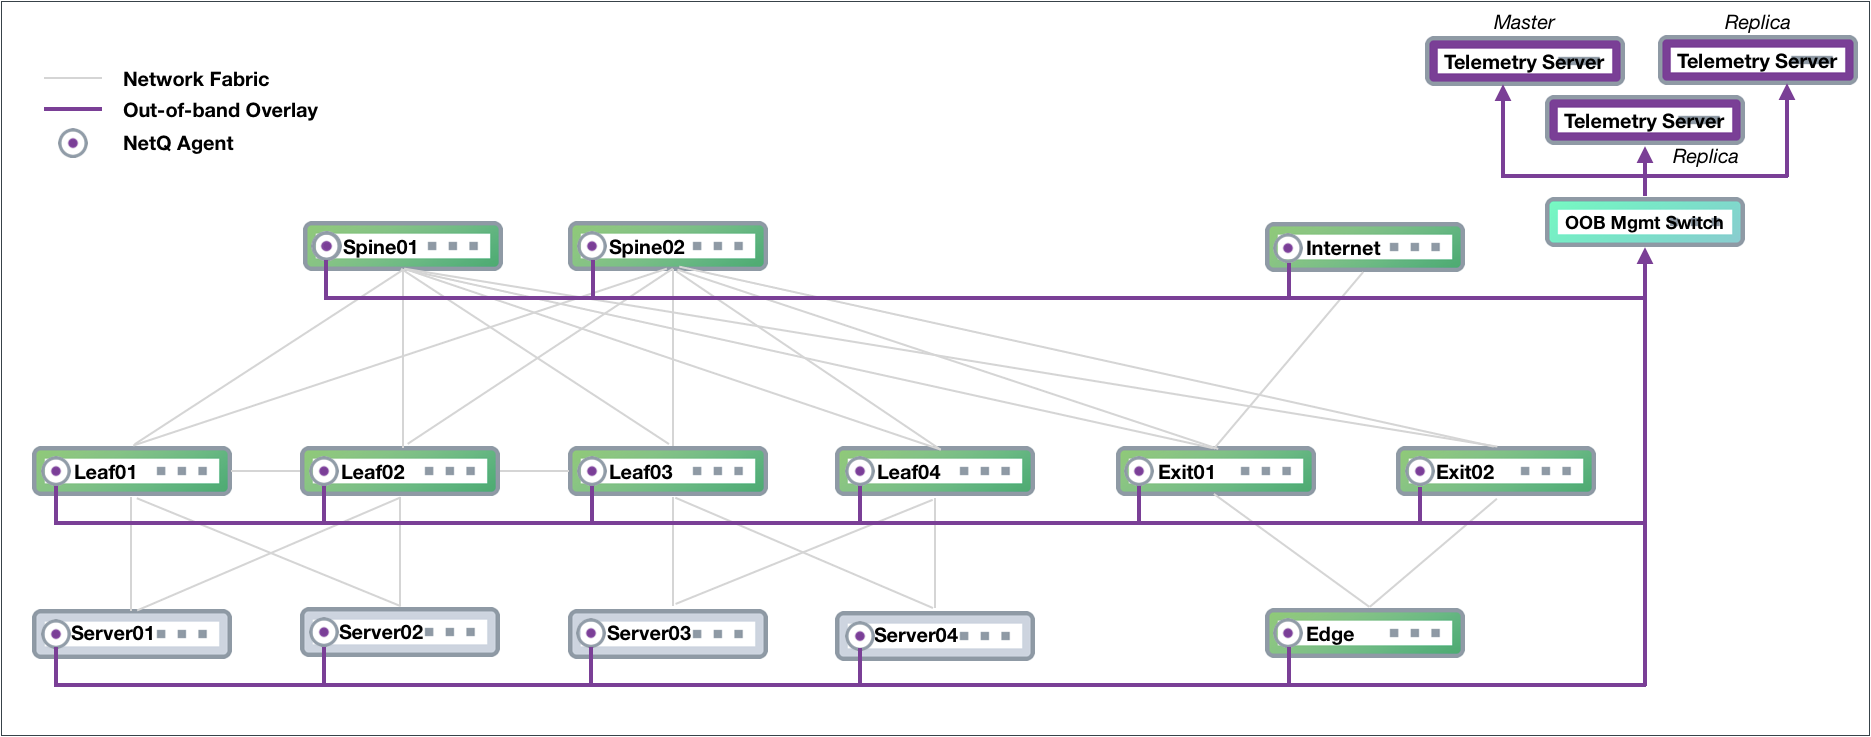 Master
Replica
Telemetry Server
Telemetry Server
Network Fabric
Out-of-band Overlay
NetQ Agent
Telemetry Server
Replica
OOB Mgmt Switch
Spine01
Spine02
Internet
Leaf01
Leaf02
Leaf03
Leaf04
Exit01
Exit02
Server01
Server02
Server03
Server04
Edge